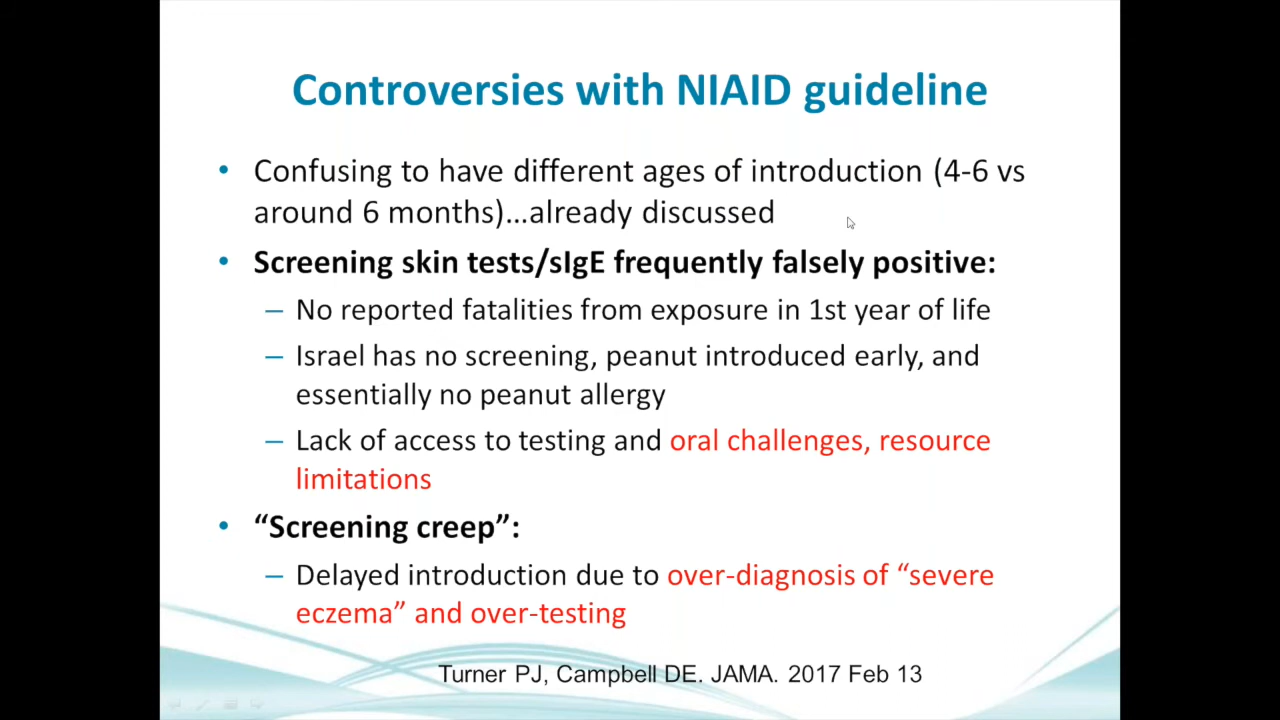 Controversies with NIAID guideline
• Confusing to have different ages of introduction (4-6 vs
around 6 months)...already discussed
• Screening skin tests/sIgE frequently falsely positive:
– No reported fatalities from exposure in 1st year of life
– Israel has no screening, peanut introduced early, and
essentially no peanut allergy
– Lack of access to testing and oral challenges, resource
limitations
• “Screening creep”:
– Delayed introduction due to over-diagnosis of “severe
eczema” and over-testing
Turner PJ, Campbell DE. JAMA. 2017 Feb 13